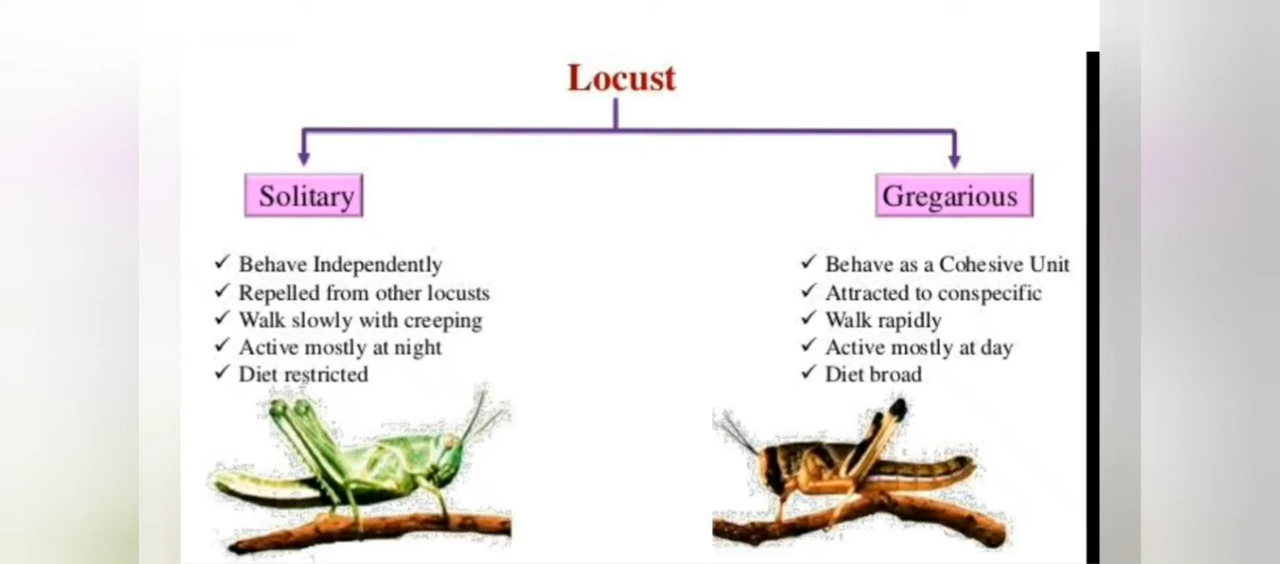 Locust
Solitary
Gregarious
✓ Behave Independently
✓ Repelled from other locusts
✓ Walk slowly with creeping
✓ Active mostly at night
✓ Diet restricted
✓ Behave as a Cohesive Unit
✓ Attracted to conspecific
✓ Walk rapidly
✓ Active mostly at day
✓ Diet broad